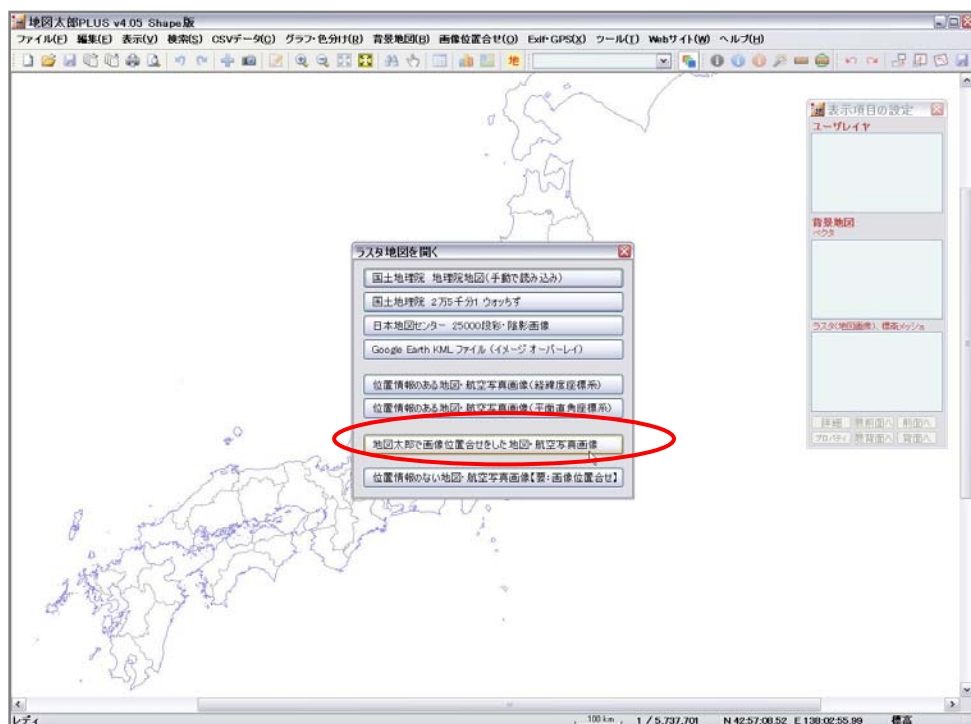 地図太郎PLUS v4.05 Shape版
ファイル(F) 編集(E) 表示(V) 検索(S) CSVデータ(C) グラフ・色分け(R) 背景地図(B) 画像位置合せ(O) Exif・GPS(X) ツール(T) Webサイト(W) ヘルプ(H)
地
表示項目の設定
ユーザレイヤ
背景地図
ベクタ
ラスタ(地図画像)、標高メッシュ
詳細 最前面へ 前面へ
プロパティ 最背面へ 背面へ
ラスタ地図を開く
国土地理院 地理院地図(手動で読み込み)
国土地理院 2万5千分1 ウォッちず
日本地図センター 25000段彩・陰影画像
Google Earth KML ファイル (イメージ オーバーレイ)
位置情報のある地図・航空写真画像(経緯度座標系)
位置情報のある地図・航空写真画像(平面直角座標系)
地図太郎で画像位置合せをした地図・航空写真画像
位置情報のない地図・航空写真画像【要:画像位置合せ】
レディ 100 km 1 / 5,737,701 N 42:57:08.52 E 138:02:55.99 標高